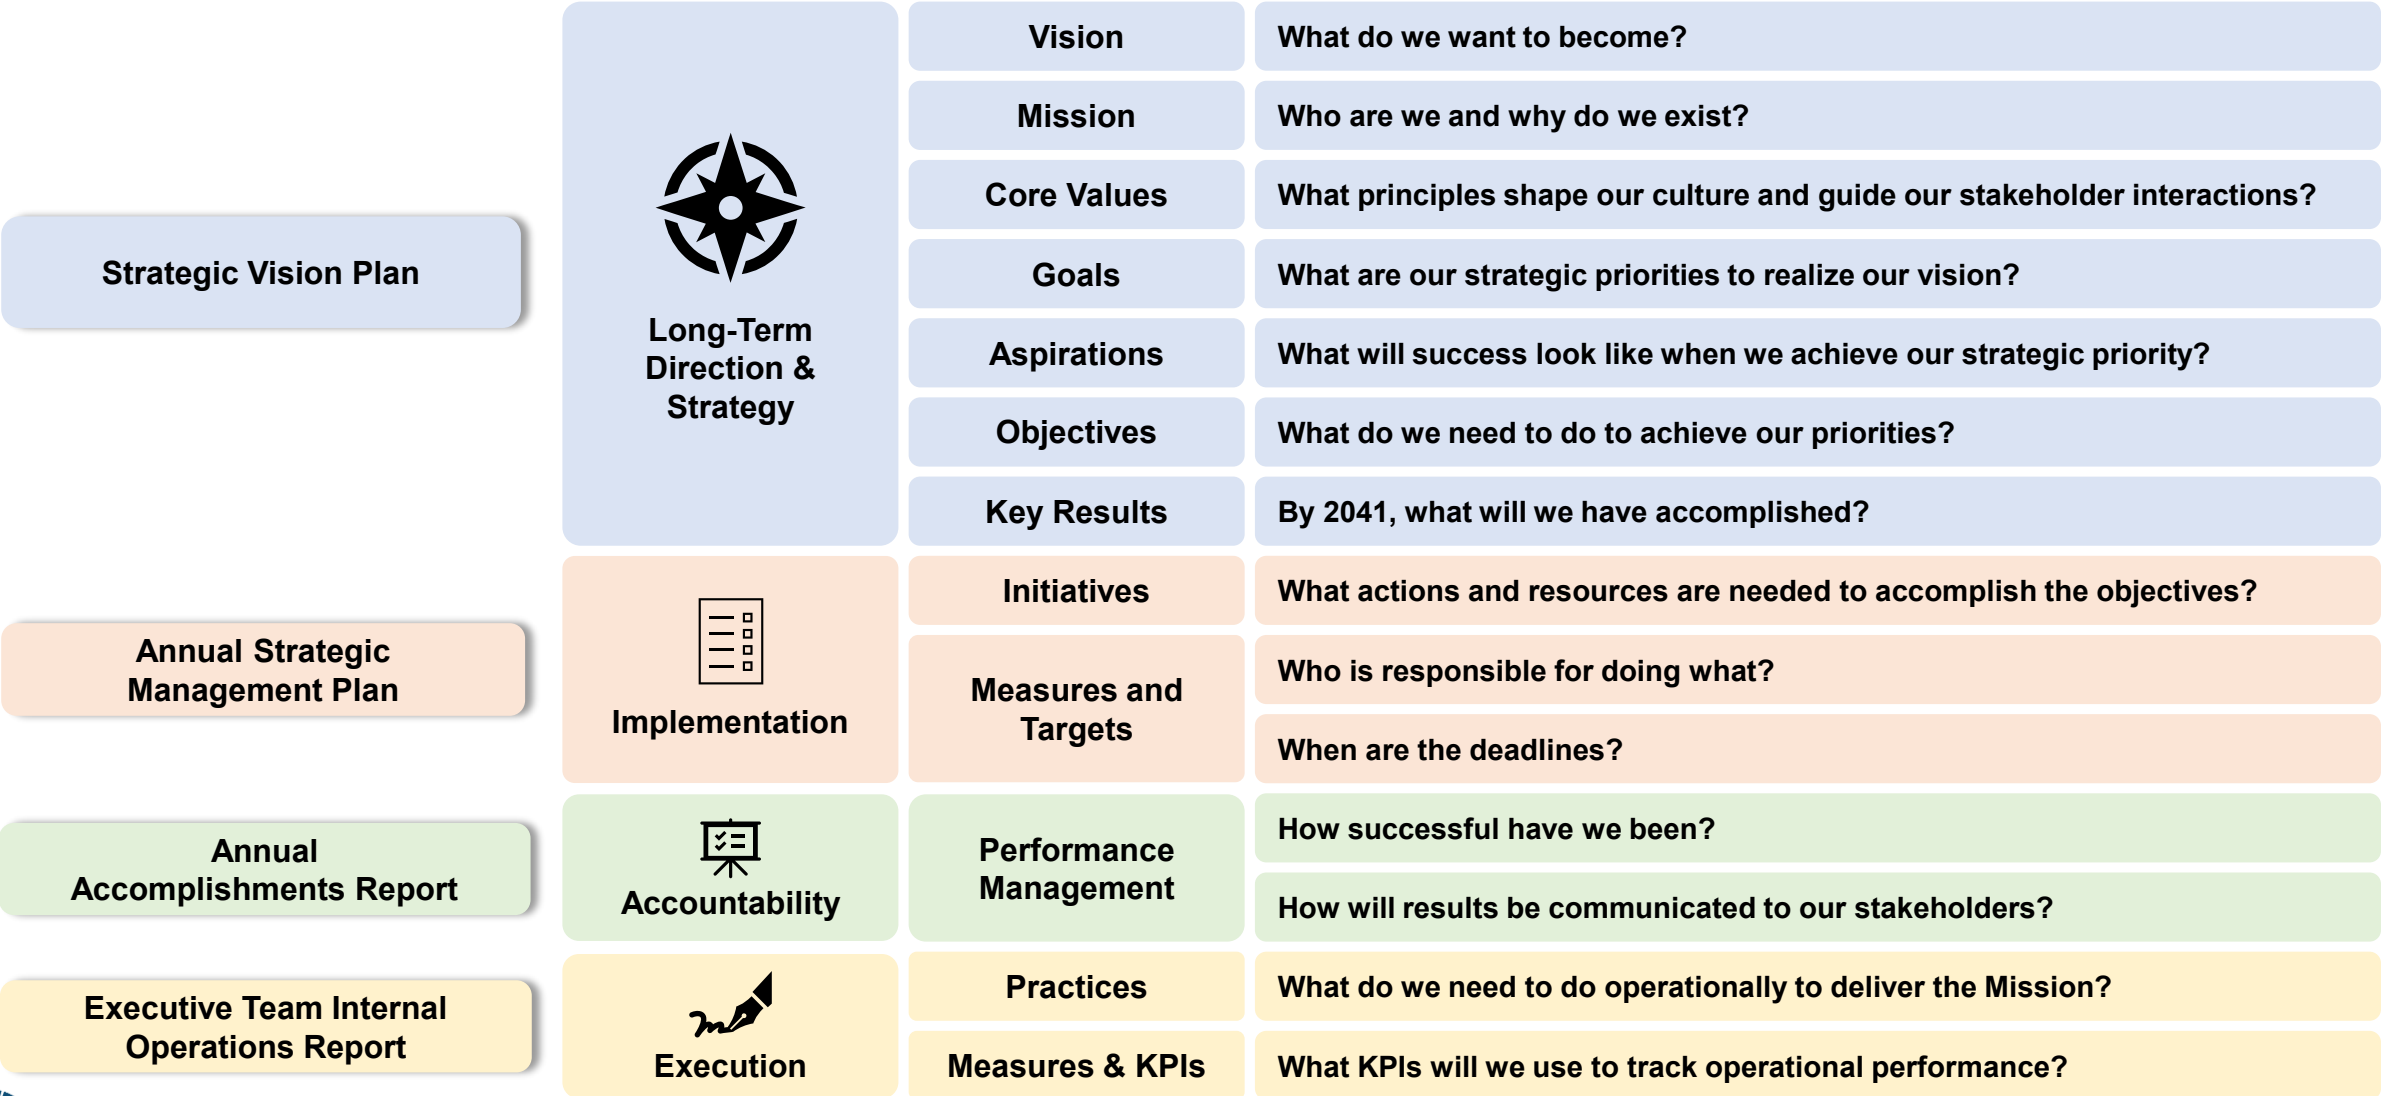 Strategic Vision Plan
Long-Term
Direction &
Strategy
Vision
What do we want to become?
Mission
Who are we and why do we exist?
Core Values
What principles shape our culture and guide our stakeholder interactions?
Goals
What are our strategic priorities to realize our vision?
Aspirations
What will success look like when we achieve our strategic priority?
Objectives
What do we need to do to achieve our priorities?
Key Results
By 2041, what will we have accomplished?
Annual Strategic
Management Plan
Implementation
Initiatives
What actions and resources are needed to accomplish the objectives?
Measures and
Targets
Who is responsible for doing what?
When are the deadlines?
Annual
Accomplishments Report
Accountability
Performance
Management
How successful have we been?
How will results be communicated to our stakeholders?
Executive Team Internal
Operations Report
Execution
Practices
What do we need to do operationally to deliver the Mission?
Measures & KPIs
What KPIs will we use to track operational performance?